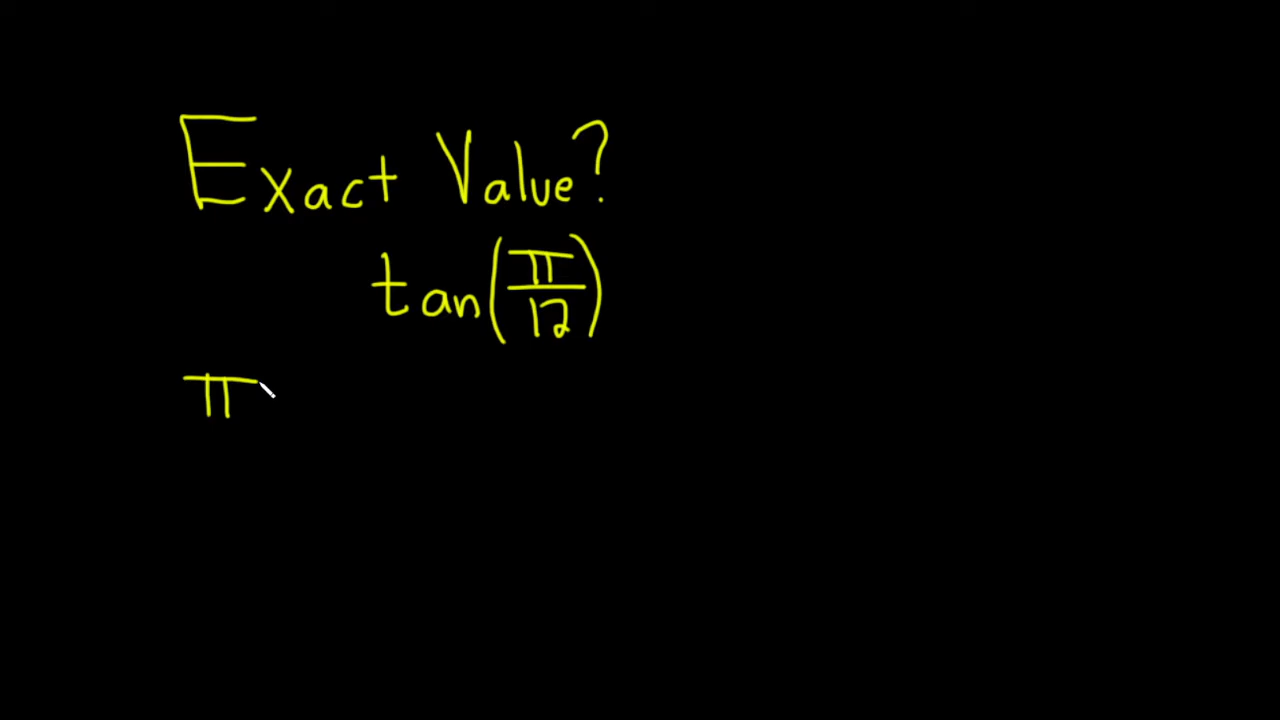 Exact Value?
tan(π/12)
π